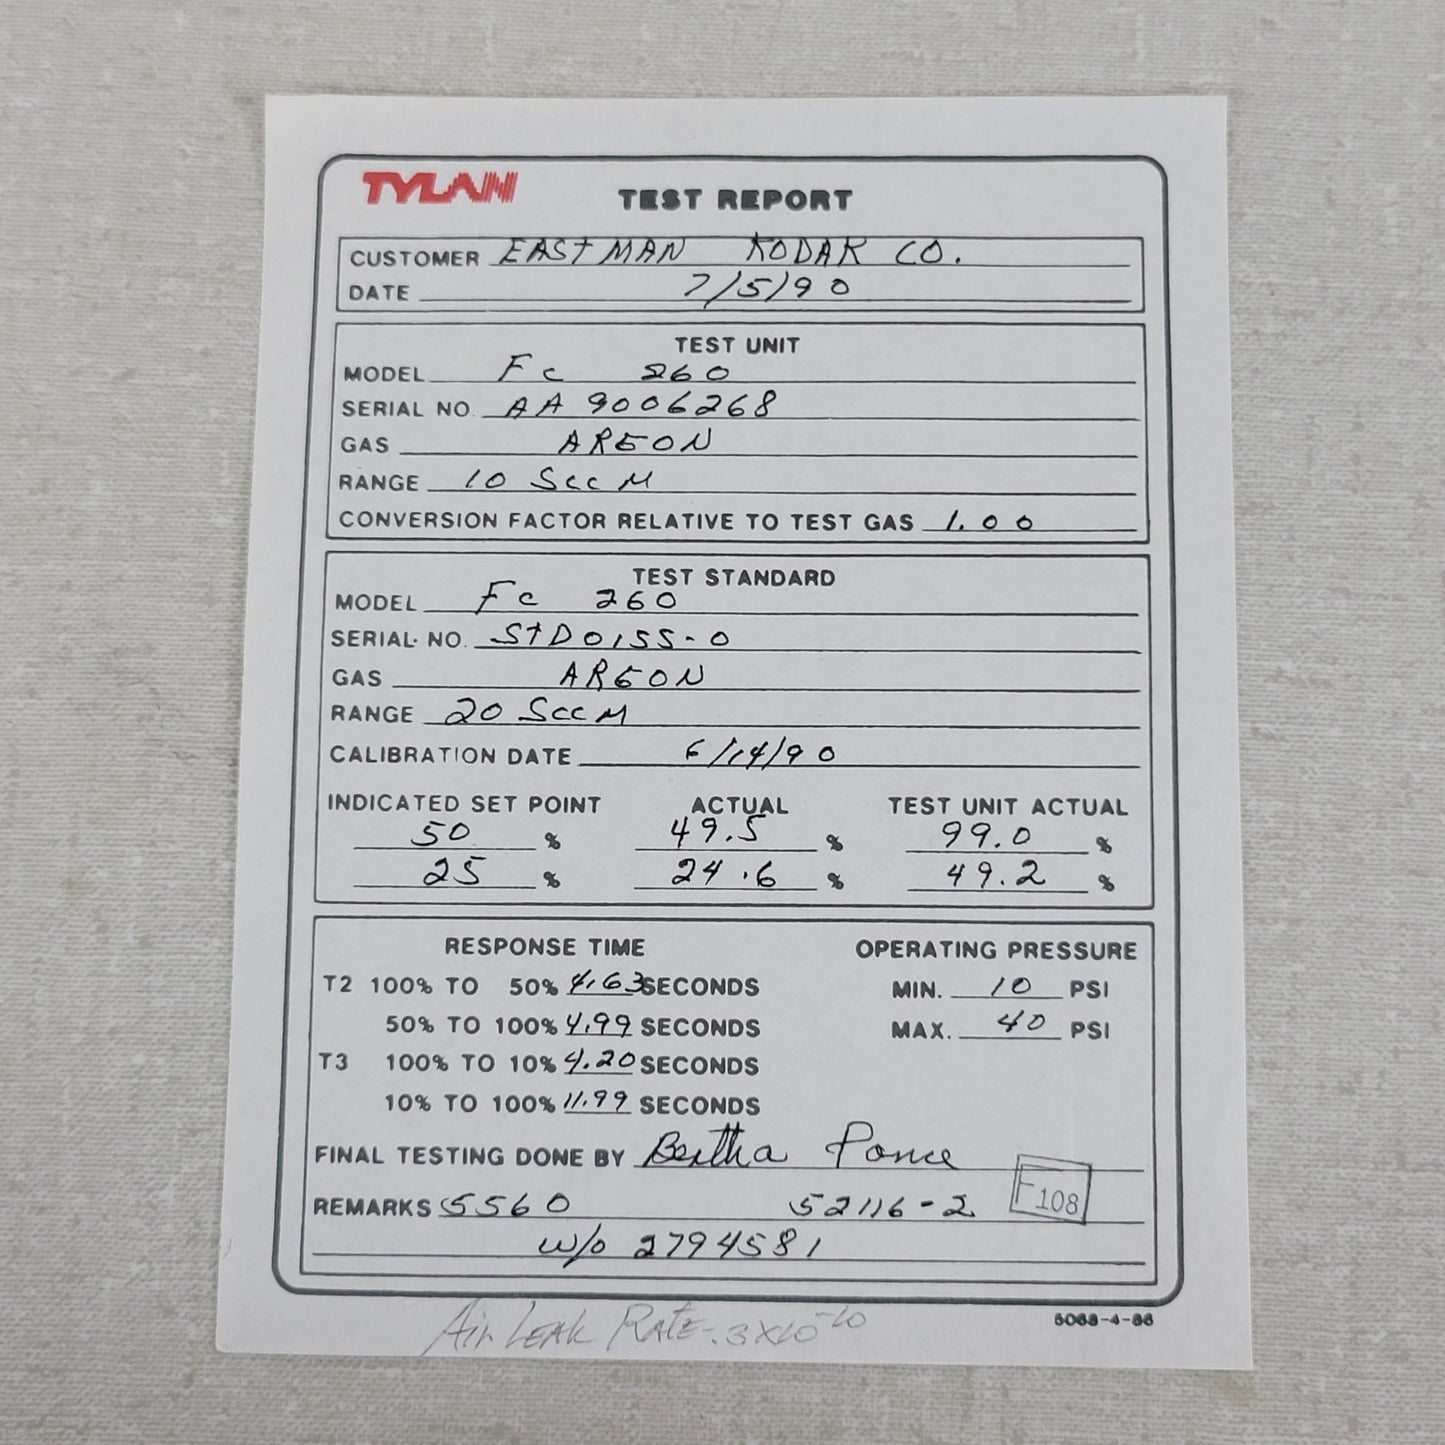 TYLAN
TEST REPORT
CUSTOMER EASTMAN KODAK CO.
DATE 7/5/90
TEST UNIT
MODEL FC 260
SERIAL NO. AA 9006268
GAS ARGON
RANGE 10 SCCM
CONVERSION FACTOR RELATIVE TO TEST GAS 1.00
TEST STANDARD
MODEL FC 260
SERIAL NO. STD0155-0
GAS ARGON
RANGE 20 SCCM
CALIBRATION DATE 6/14/90
INDICATED SET POINT ACTUAL TEST UNIT ACTUAL
50 % 49.5 % 99.0 %
25 % 24.6 % 49.2 %
RESPONSE TIME OPERATING PRESSURE
T2 100% TO 50% 4.63 SECONDS MIN. 10 PSI
50% TO 100% 4.99 SECONDS MAX. 40 PSI
T3 100% TO 10% 4.20 SECONDS
10% TO 100% 11.99 SECONDS
FINAL TESTING DONE BY Bertha Ponce
REMARKS 5560 52116-2 F108
W/O 2794581
5068-4-86
Air LEAK RATE-.3X10-10